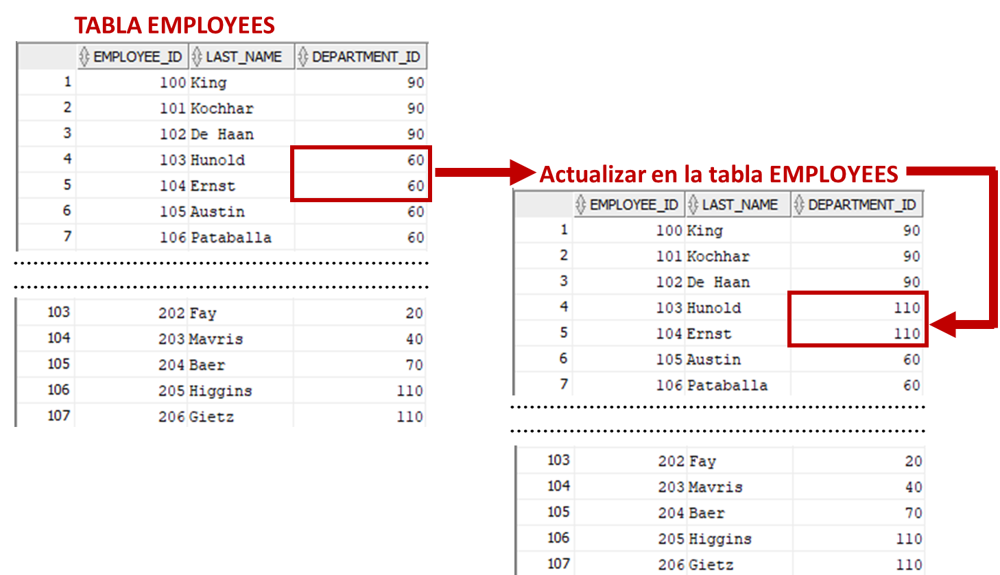 TABLA EMPLOYEES
EMPLOYEE_ID LAST_NAME DEPARTMENT_ID
1 100 King 90
2 101 Kochhar 90
3 102 De Haan 90
4 103 Hunold 60
5 104 Ernst 60
6 105 Austin 60
7 106 Pataballa 60
103 202 Fay 20
104 203 Mavris 40
105 204 Baer 70
106 205 Higgins 110
107 206 Gietz 110
Actualizar en la tabla EMPLOYEES
EMPLOYEE_ID LAST_NAME DEPARTMENT_ID
1 100 King 90
2 101 Kochhar 90
3 102 De Haan 90
4 103 Hunold 110
5 104 Ernst 110
6 105 Austin 60
7 106 Pataballa 60
103 202 Fay 20
104 203 Mavris 40
105 204 Baer 70
106 205 Higgins 110
107 206 Gietz 110